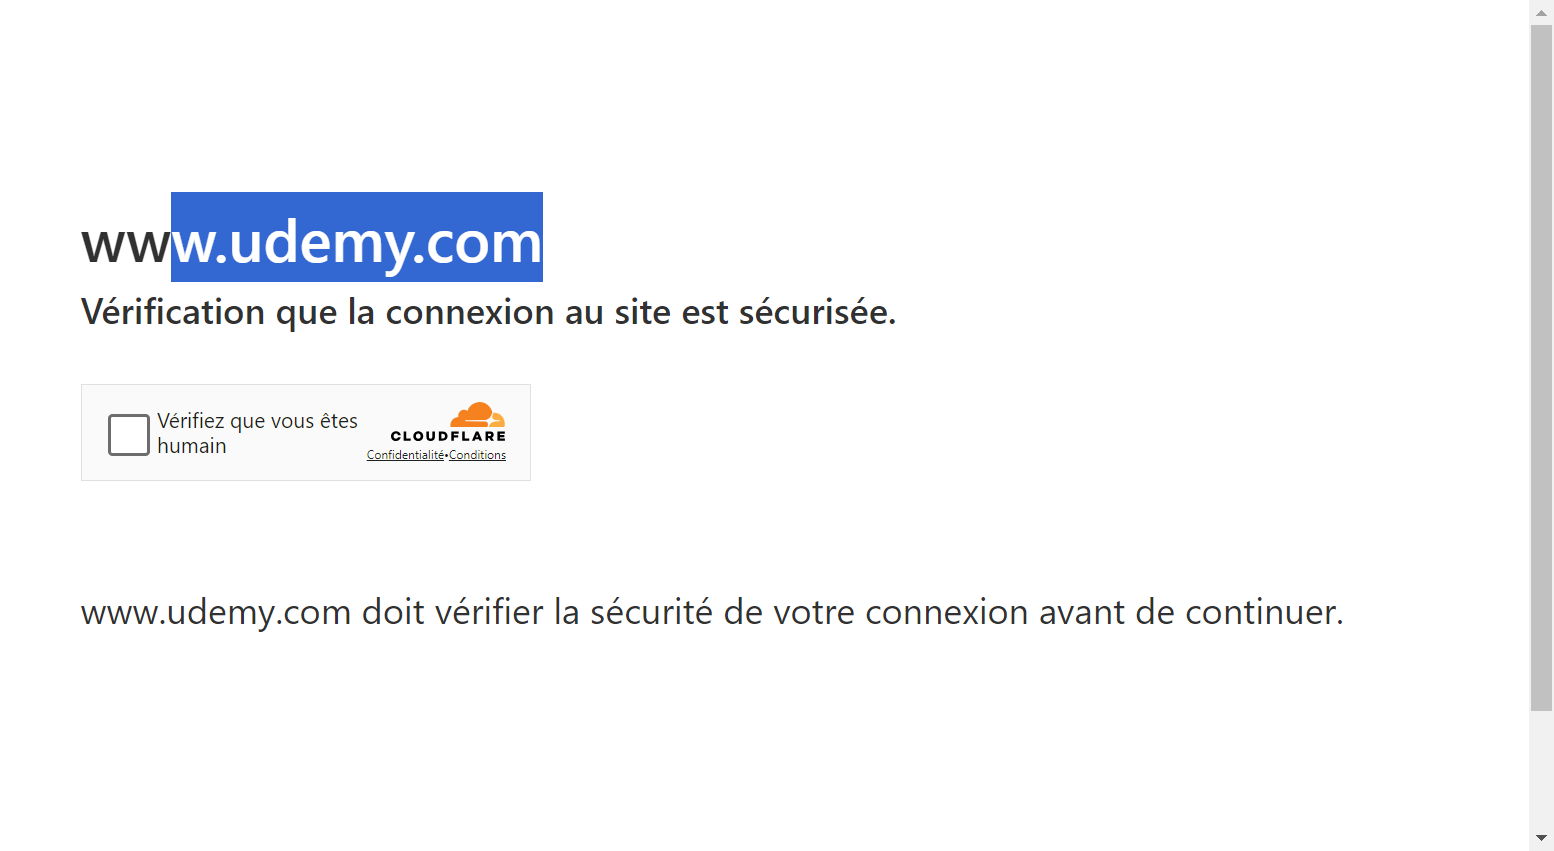 www.udemy.com
Vérification que la connexion au site est sécurisée.
Vérifiez que vous êtes
humain
CLOUDFLARE
Confidentialité•Conditions
www.udemy.com doit vérifier la sécurité de votre connexion avant de continuer.